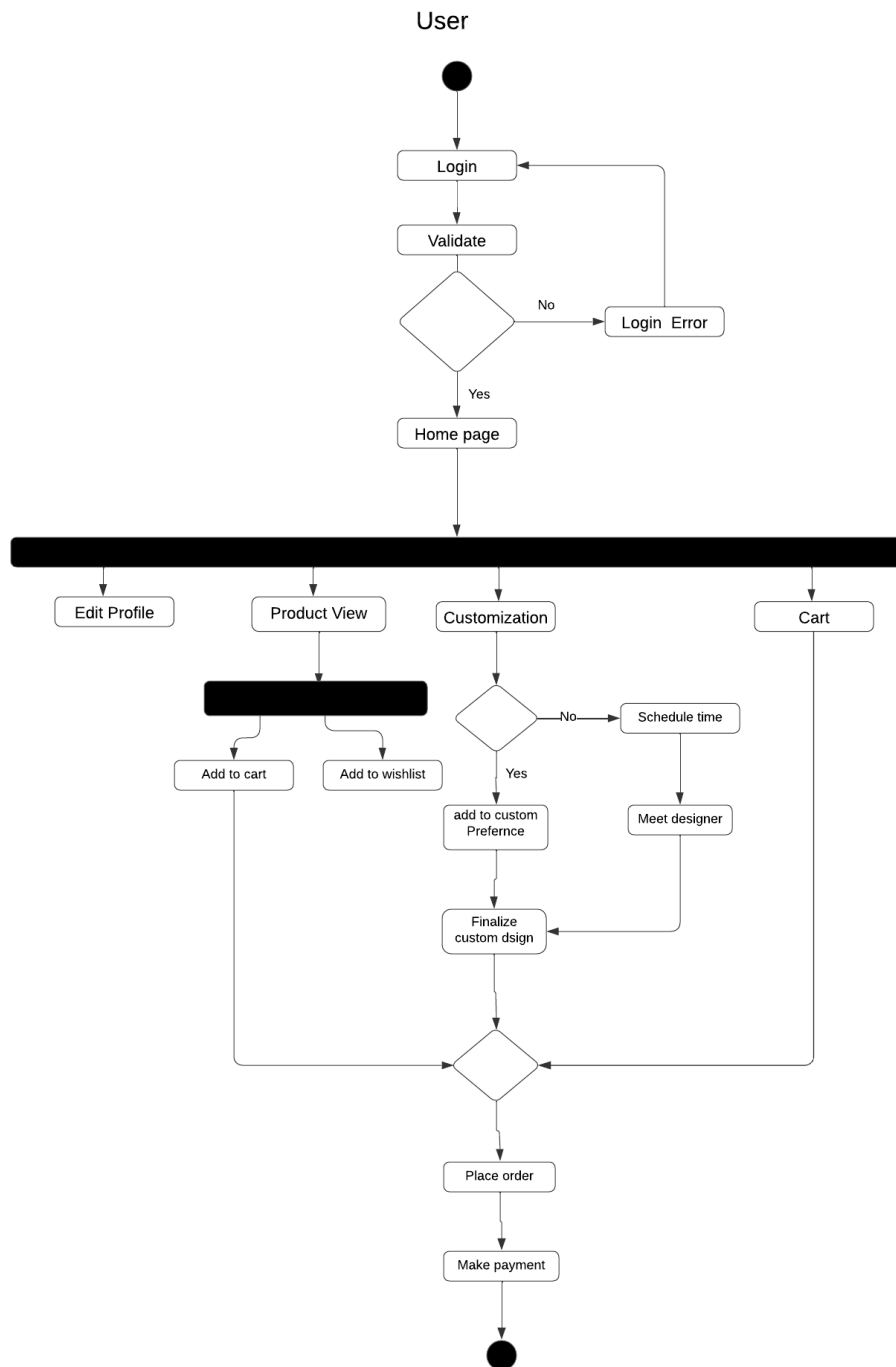 User
Login
Validate
No
Login  Error
Yes
Home page
Edit Profile
Product View
Customization
Cart
No
Schedule time
Add to cart
Add to wishlist
Yes
add to custom
Prefernce
Meet designer
Finalize
custom dsign
Place order
Make payment